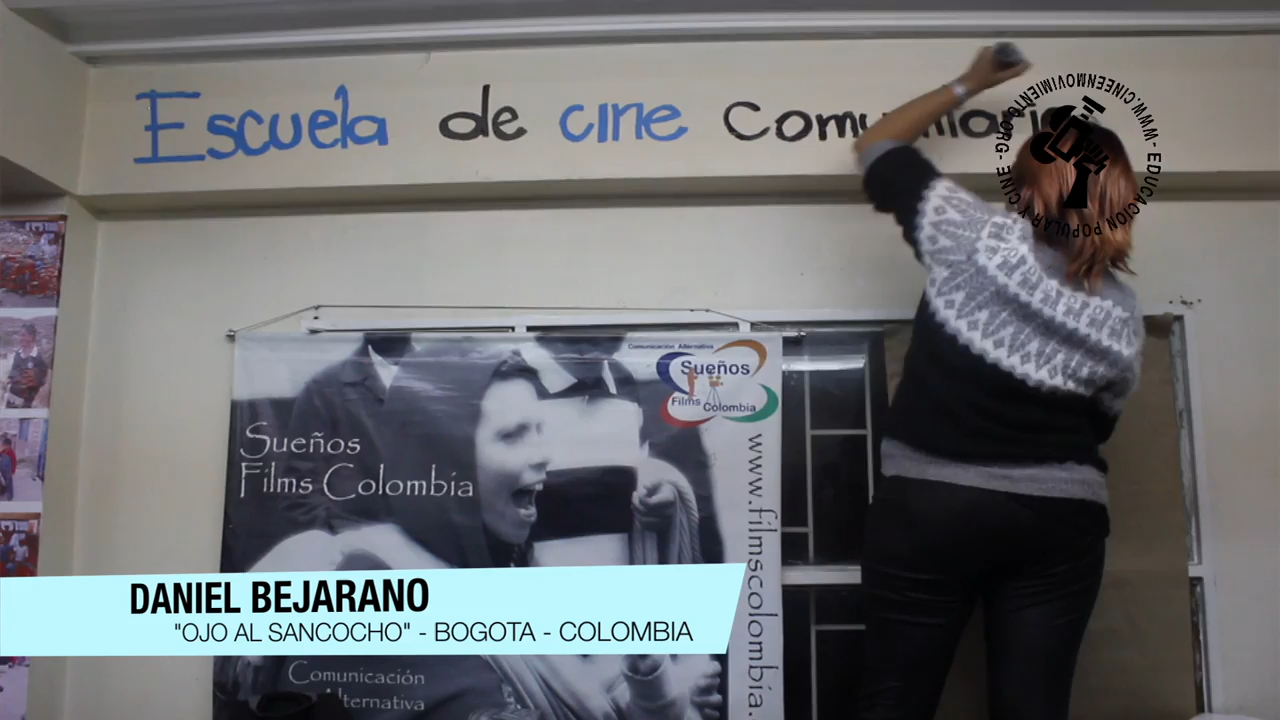 Escuela de cine Comunitario
EDUCACION POPULAR Y CINE -WWW.CINEENMOVIMIENTO.ORG-
Comunicación Alternativa
Sueños
Films Colombia
Sueños
Films Colombia
www.filmscolombia.
DANIEL BEJARANO
"OJO AL SANCOCHO" - BOGOTA - COLOMBIA
Comunicación
Alternativa